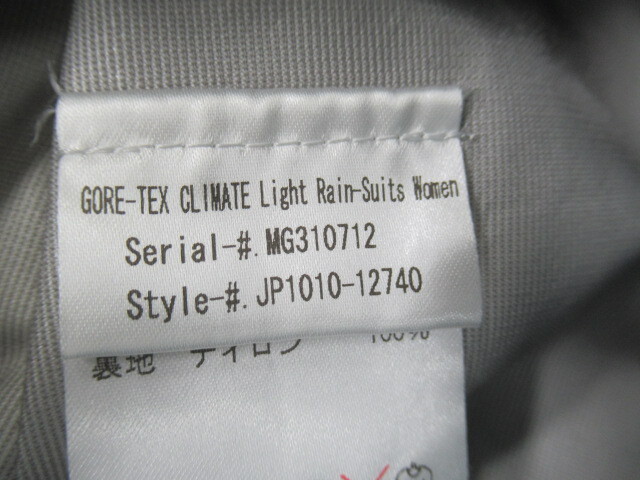 GORE-TEX CLIMATE Light Rain-Suits Women
Serial-#. MG310712
Style-#. JP1010-12740
裏地 ナイロン 100%